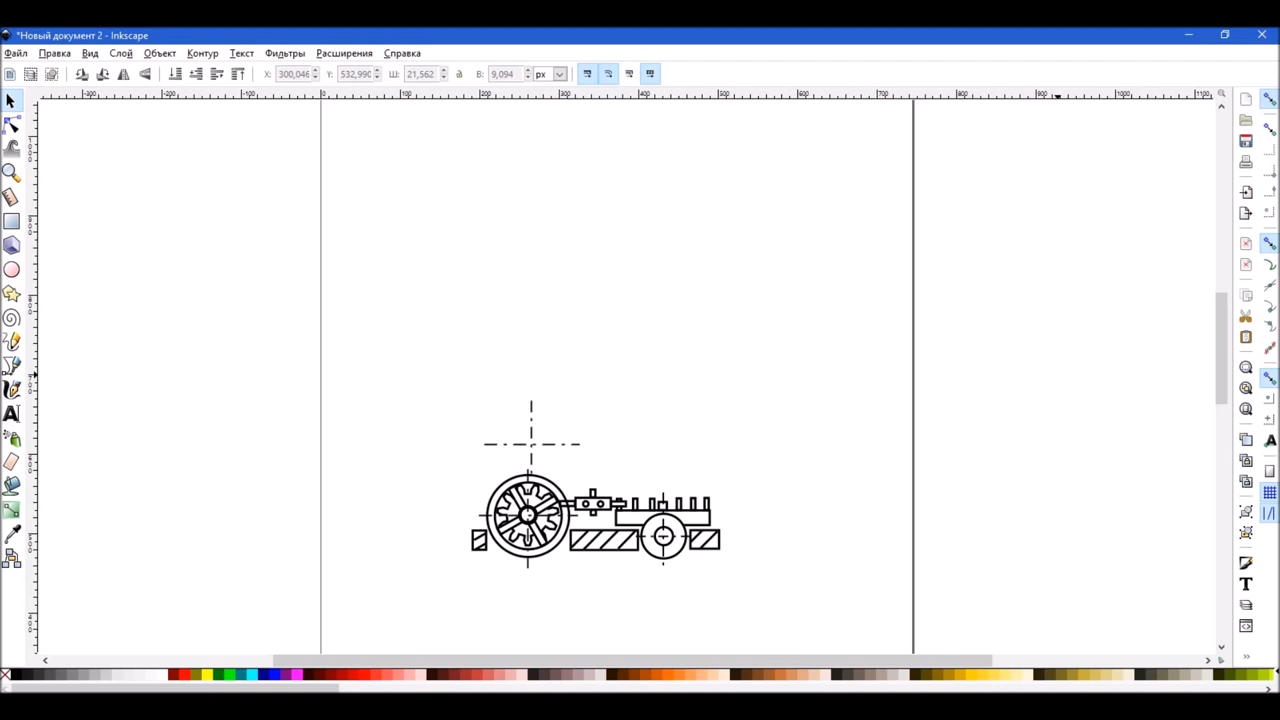 *Новый документ 2 - Inkscape
Файл Правка Вид Слой Объект Контур Текст Фильтры Расширения Справка
X: 300,046 Y: 532,990 Ш: 21,562 В: 9,094 px
-300 -200 -100 0 100 200 300 400 500 600 700 800 900 1000 1100